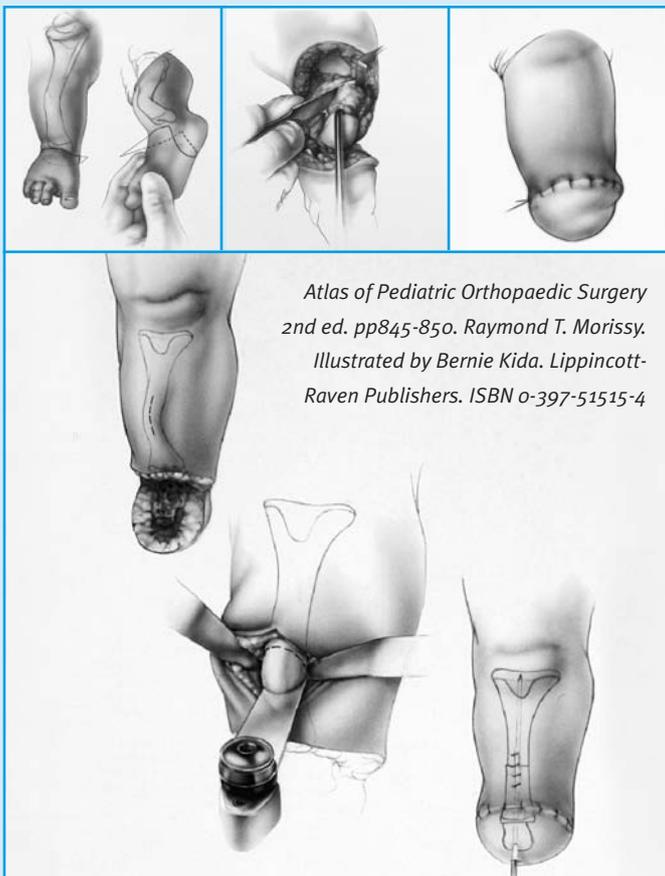 Atlas of Pediatric Orthopaedic Surgery
2nd ed. pp845-850. Raymond T. Morissy.
Illustrated by Bernie Kida. Lippincott-
Raven Publishers. ISBN 0-397-51515-4